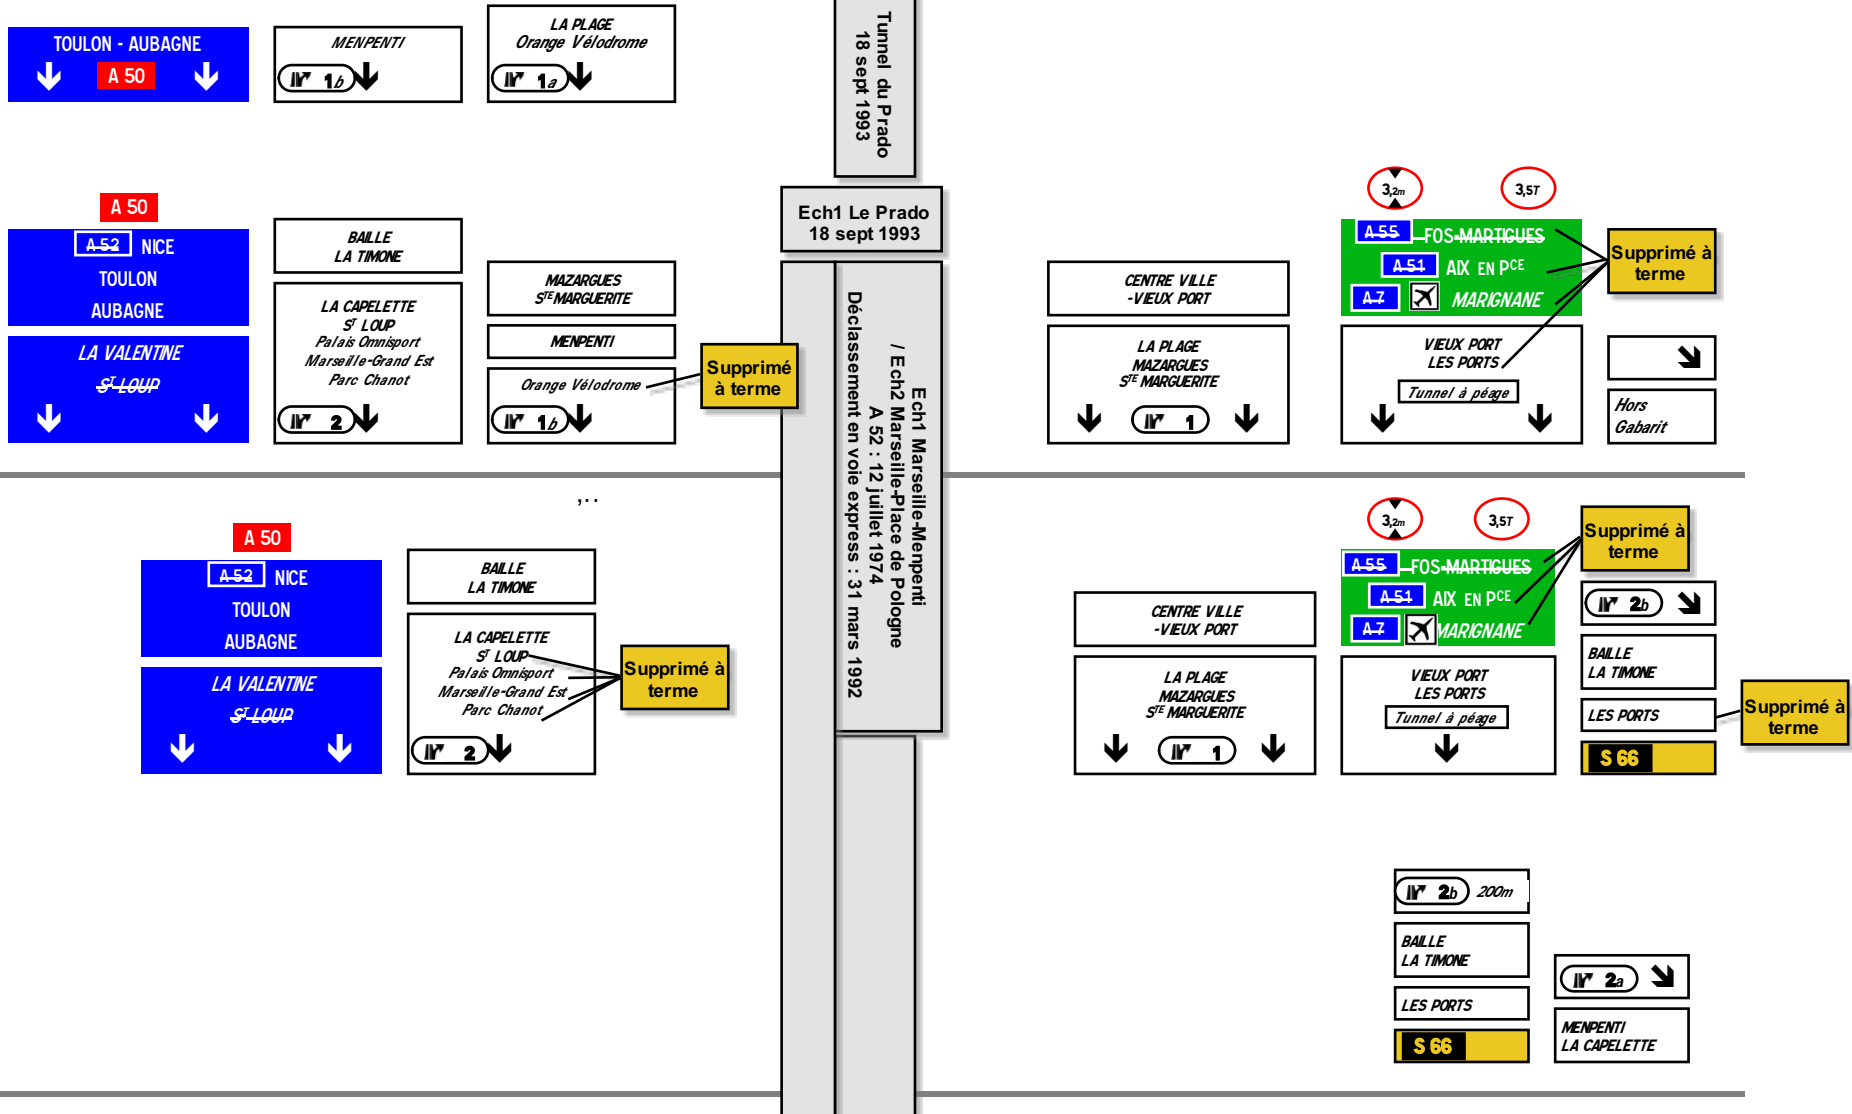 TOULON - AUBAGNE
A 50
MENPENTI
1b
LA PLAGE
Orange Vélodrome
1a
Tunnel du Prado
18 sept 1993
A 50
A 52 NICE
TOULON
AUBAGNE
LA VALENTINE
ST LOUP
BAILLE
LA TIMONE
LA CAPELETTE
ST LOUP
Palais Omnisport
Marseille-Grand Est
Parc Chanot
2
MAZARGUES
STE MARGUERITE
MENPENTI
Orange Vélodrome
1b
Supprimé
à terme
Ech1 Le Prado
18 sept 1993
Ech1 Marseille-Menpenti
/ Ech2 Marseille-Place de Pologne
A 52 : 12 juillet 1974
Déclassement en voie express : 31 mars 1992
CENTRE VILLE
-VIEUX PORT
LA PLAGE
MAZARGUES
STE MARGUERITE
1
3,2m
3,5T
A 55 FOS-MARTIGUES
A 51 AIX EN PCE
A 7 MARIGNANE
VIEUX PORT
LES PORTS
Tunnel à péage
Supprimé à
terme
Hors
Gabarit
,..
A 50
A 52 NICE
TOULON
AUBAGNE
LA VALENTINE
ST LOUP
BAILLE
LA TIMONE
LA CAPELETTE
ST LOUP
Palais Omnisport
Marseille-Grand Est
Parc Chanot
2
Supprimé à
terme
CENTRE VILLE
-VIEUX PORT
LA PLAGE
MAZARGUES
STE MARGUERITE
1
3,2m
3,5T
A 55 FOS-MARTIGUES
A 51 AIX EN PCE
A 7 MARIGNANE
VIEUX PORT
LES PORTS
Tunnel à péage
Supprimé à
terme
2b
BAILLE
LA TIMONE
LES PORTS
S 66
Supprimé à
terme
2b 200m
BAILLE
LA TIMONE
LES PORTS
S 66
2a
MENPENTI
LA CAPELETTE